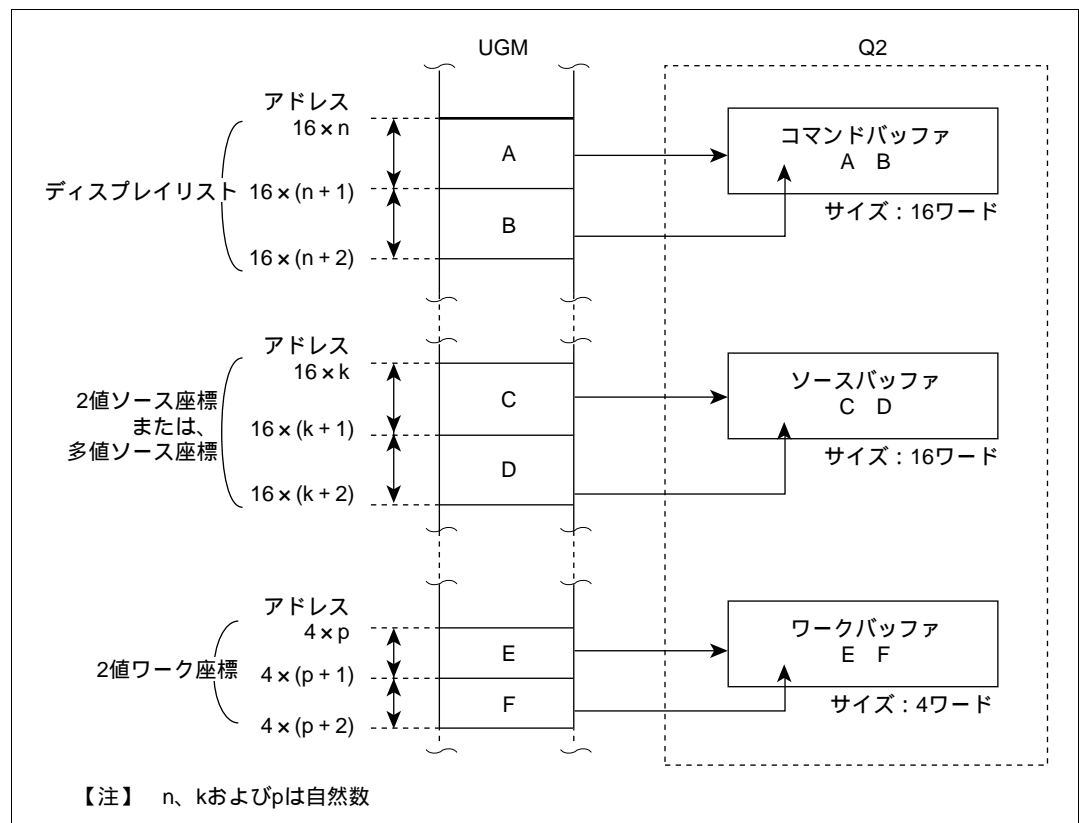 UGM
Q2
アドレス
16×n
ディスプレイリスト
16×(n+1)
16×(n+2)
A
B
コマンドバッファ
A B
サイズ：16ワード
アドレス
16×k
2値ソース座標
または、
多値ソース座標
16×(k+1)
16×(k+2)
C
D
ソースバッファ
C D
サイズ：16ワード
アドレス
4×p
2値ワーク座標
4×(p+1)
4×(p+2)
E
F
ワークバッファ
E F
サイズ：4ワード
【注】 n、kおよびpは自然数